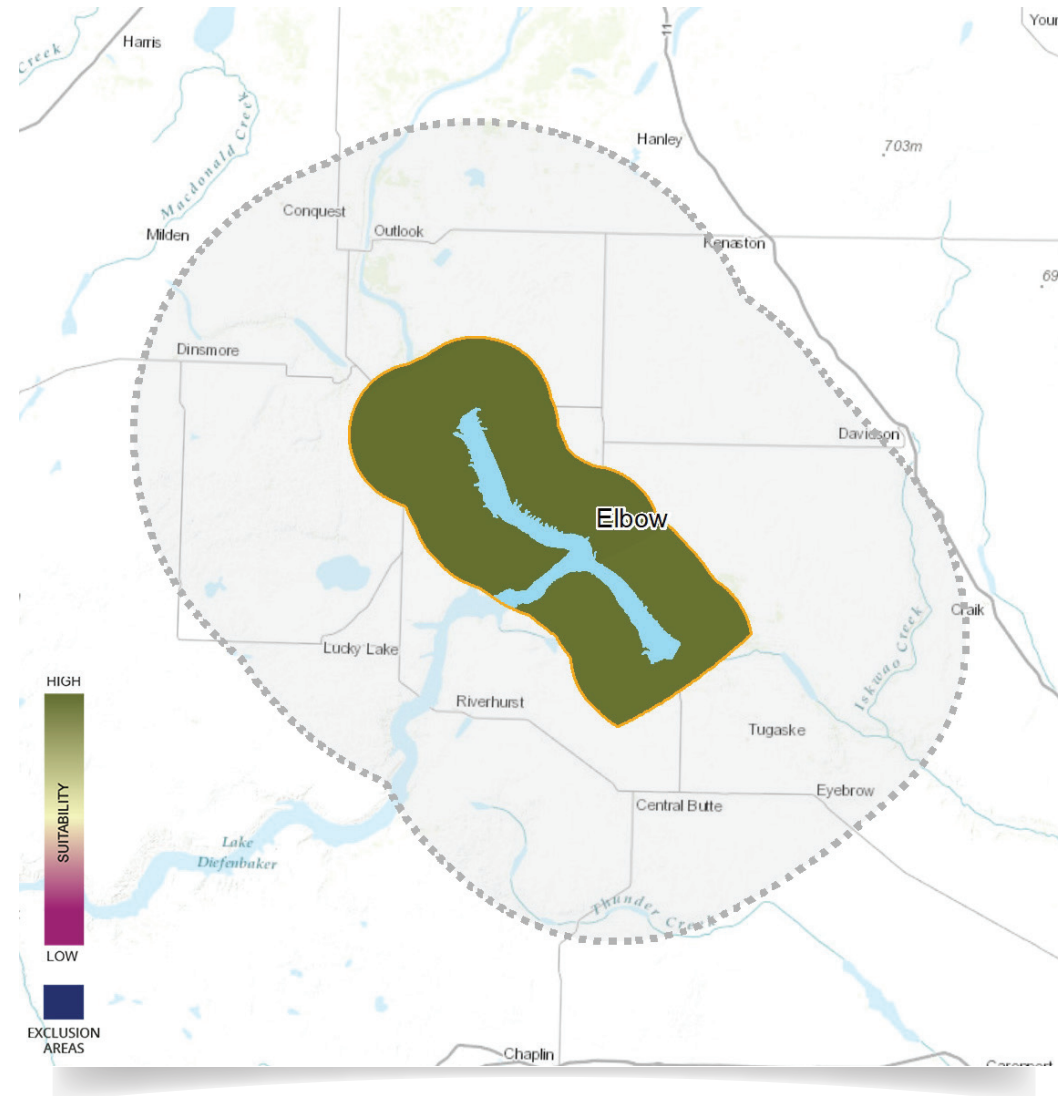 Harris
Creek
11
Your
Hanley
703m
Macdonald Creek
Conquest
Milden
Outlook
Kenaston
69
Dinsmore
Davidson
Elbow
Craik
Iskwao Creek
Lucky Lake
HIGH
Riverhurst
Tugaske
SUITABILITY
Eyebrow
Central Butte
Lake
Diefenbaker
Thunder Creek
LOW
EXCLUSION
AREAS
Chaplin